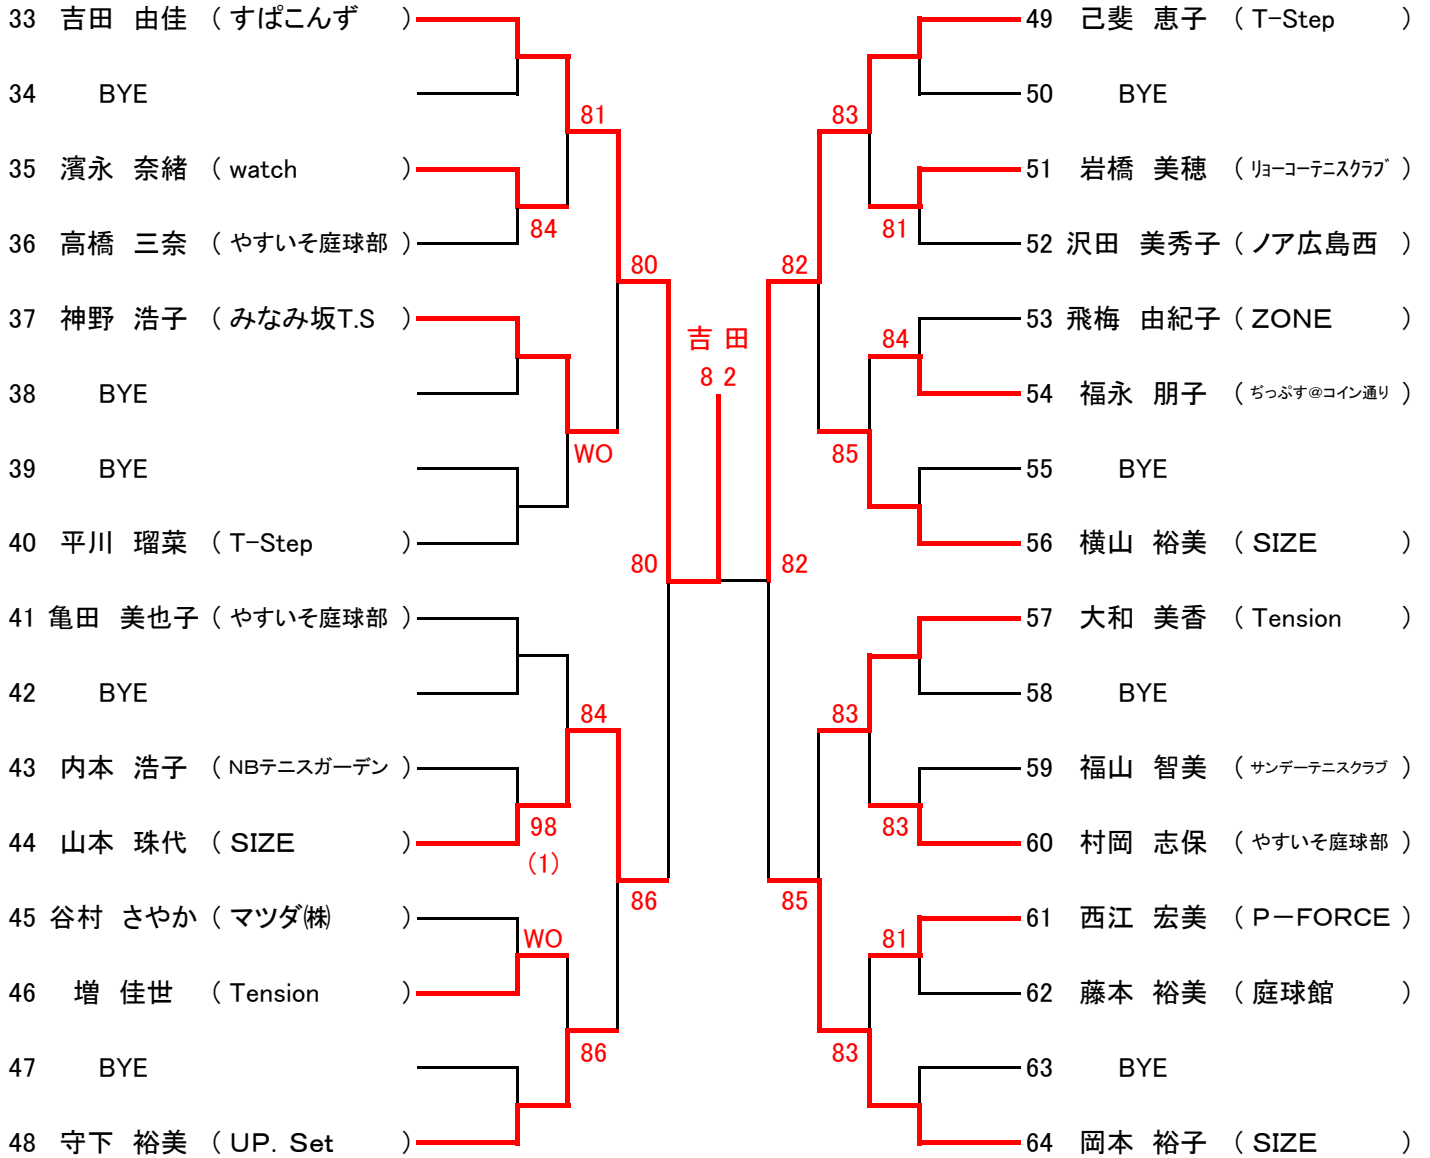 33 吉田 由佳 ( すぱこんず )
34 BYE
81
35 濱永 奈緒 ( watch )
84
36 高橋 三奈 ( やすいそ庭球部 )
80
37 神野 浩子 ( みなみ坂T.S )
38 BYE
WO
39 BYE
40 平川 瑠菜 ( T-Step )
80
41 亀田 美也子 ( やすいそ庭球部 )
42 BYE
84
43 内本 浩子 ( NBテニスガーデン )
44 山本 珠代 ( SIZE )
98
(1)
86
45 谷村 さやか ( マツダ㈱ )
WO
46 増 佳世 ( Tension )
86
47 BYE
48 守下 裕美 ( UP. Set )
吉 田
8 2
49 己斐 恵子 ( T-Step )
50 BYE
83
51 岩橋 美穂 ( リョーコーテニスクラブ )
81
52 沢田 美秀子 ( ノア広島西 )
82
53 飛梅 由紀子 ( ZONE )
84
54 福永 朋子 ( ぢっぷす@コイン通り )
85
55 BYE
56 横山 裕美 ( SIZE )
82
57 大和 美香 ( Tension )
58 BYE
83
59 福山 智美 ( サンデーテニスクラブ )
83
60 村岡 志保 ( やすいそ庭球部 )
85
61 西江 宏美 ( P-FORCE )
81
62 藤本 裕美 ( 庭球館 )
83
63 BYE
64 岡本 裕子 ( SIZE )